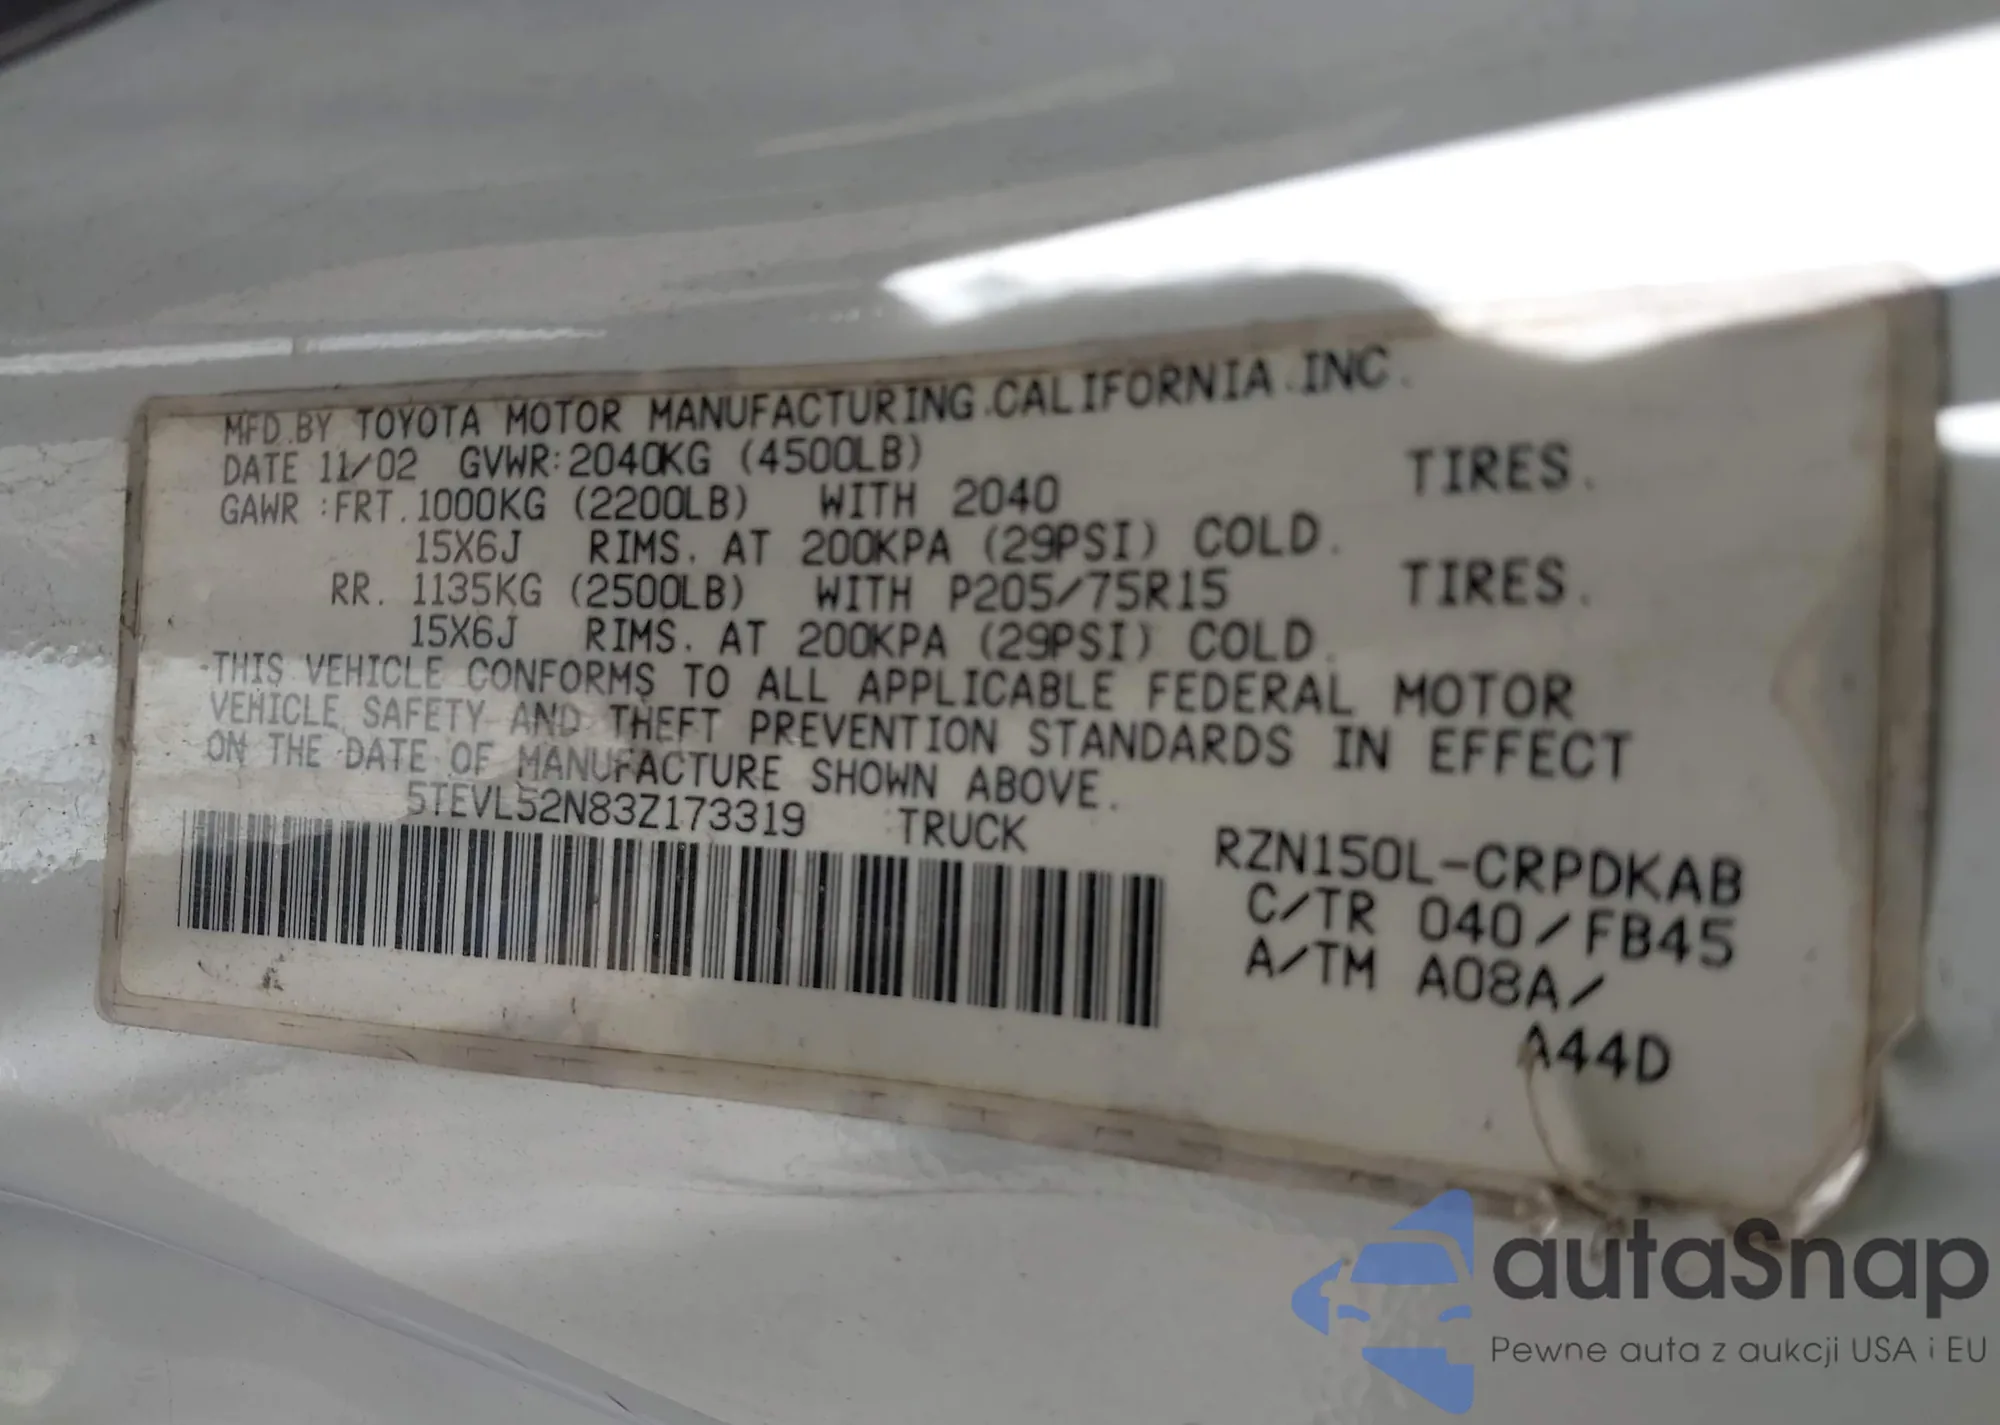 MFD.BY TOYOTA MOTOR MANUFACTURING.CALIFORNIA.INC.
DATE 11/02 GVWR:2040KG (4500LB)
GAWR :FRT.1000KG (2200LB) WITH 2040 TIRES.
15X6J RIMS. AT 200KPA (29PSI) COLD.
RR. 1135KG (2500LB) WITH P205/75R15 TIRES.
15X6J RIMS. AT 200KPA (29PSI) COLD.
THIS VEHICLE CONFORMS TO ALL APPLICABLE FEDERAL MOTOR
VEHICLE SAFETY AND THEFT PREVENTION STANDARDS IN EFFECT
ON THE DATE OF MANUFACTURE SHOWN ABOVE.
5TEVL52N83Z173319 TRUCK
RZN150L-CRPDKAB
C/TR 040/FB45
A/TM A08A/
A44D
autaSnap
Pewne auta z aukcji USA i EU